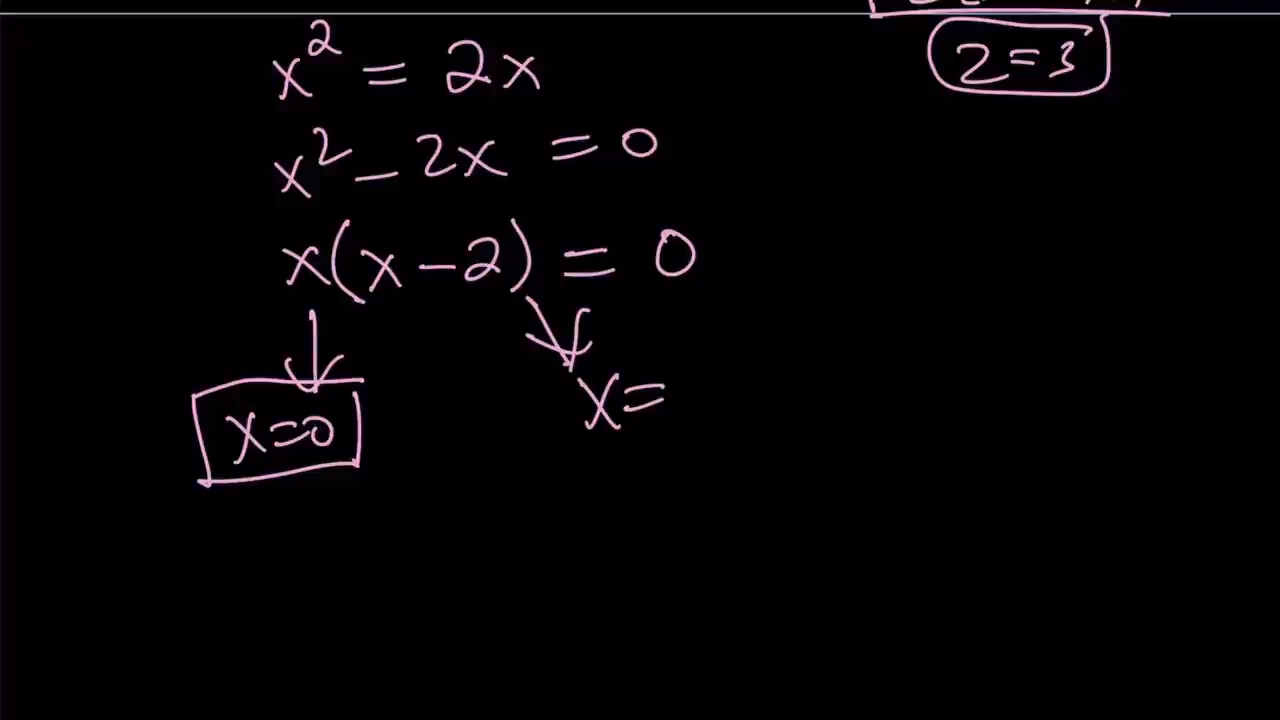 x² = 2x
2=3
x² - 2x = 0
x(x-2) = 0
x=
x=0